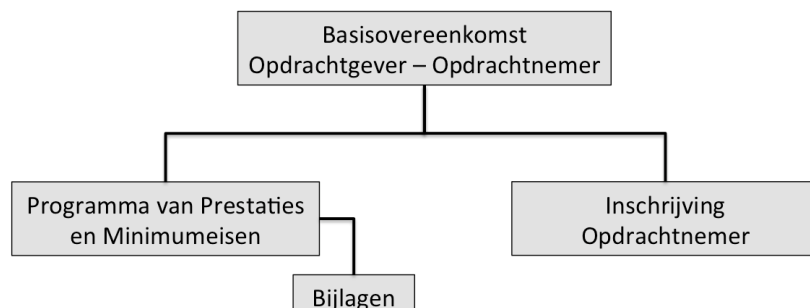 Basisovereenkomst
Opdrachtgever – Opdrachtnemer
Programma van Prestaties
en Minimumeisen
Inschrijving
Opdrachtnemer
Bijlagen